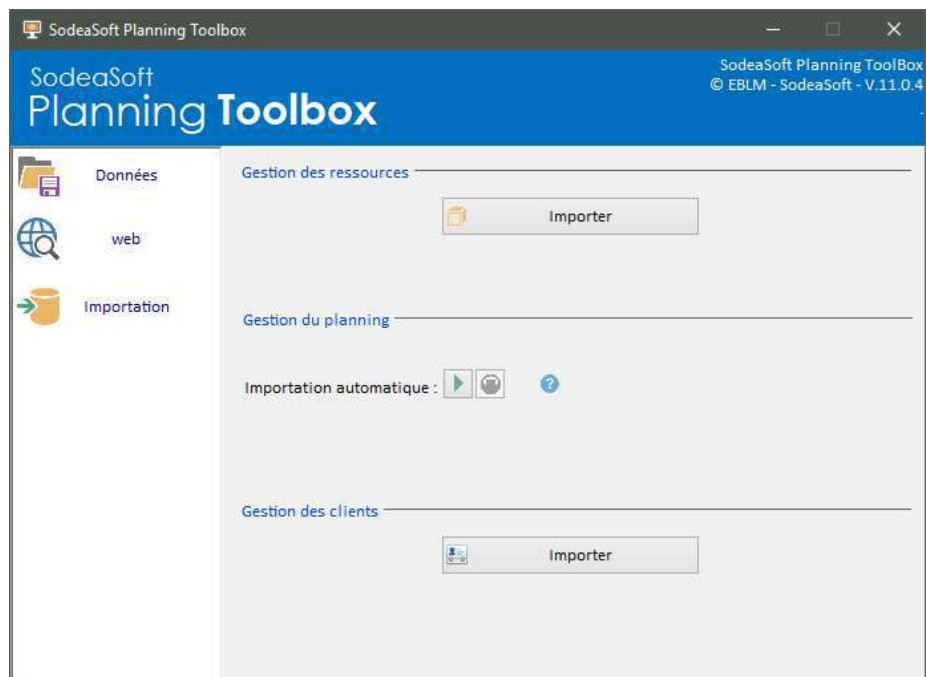 SodeaSoft Planning Toolbox
SodeaSoft
Planning Toolbox
SodeaSoft Planning ToolBox
© EBLM - SodeaSoft - V.11.0.4
Données
web
Importation
Gestion des ressources
Importer
Gestion du planning
Importation automatique :
?
Gestion des clients
Importer